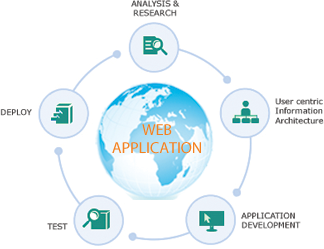 ANALYSIS &
RESEARCH
User centric
Information
Architecture
APPLICATION
DEVELOPMENT
TEST
DEPLOY
WEB
APPLICATION